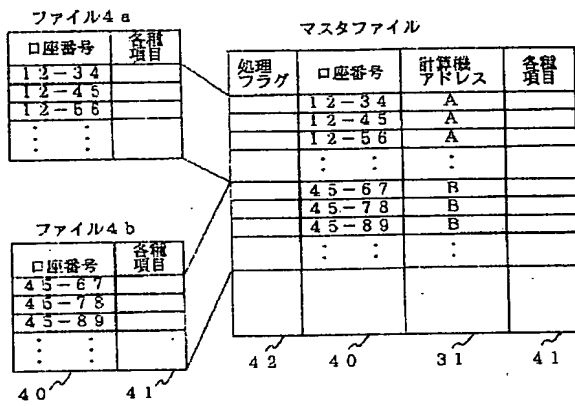 ファイル4a
口座番号 各種項目
12-34
12-45
12-56
: :
ファイル4b
口座番号 各種項目
45-67
45-78
45-89
: :
40 41
マスタファイル
処理フラグ 口座番号 計算機アドレス 各種項目
12-34 A
12-45 A
12-56 A
: : :
45-67 B
45-78 B
45-89 B
: : :
42 40 31 41